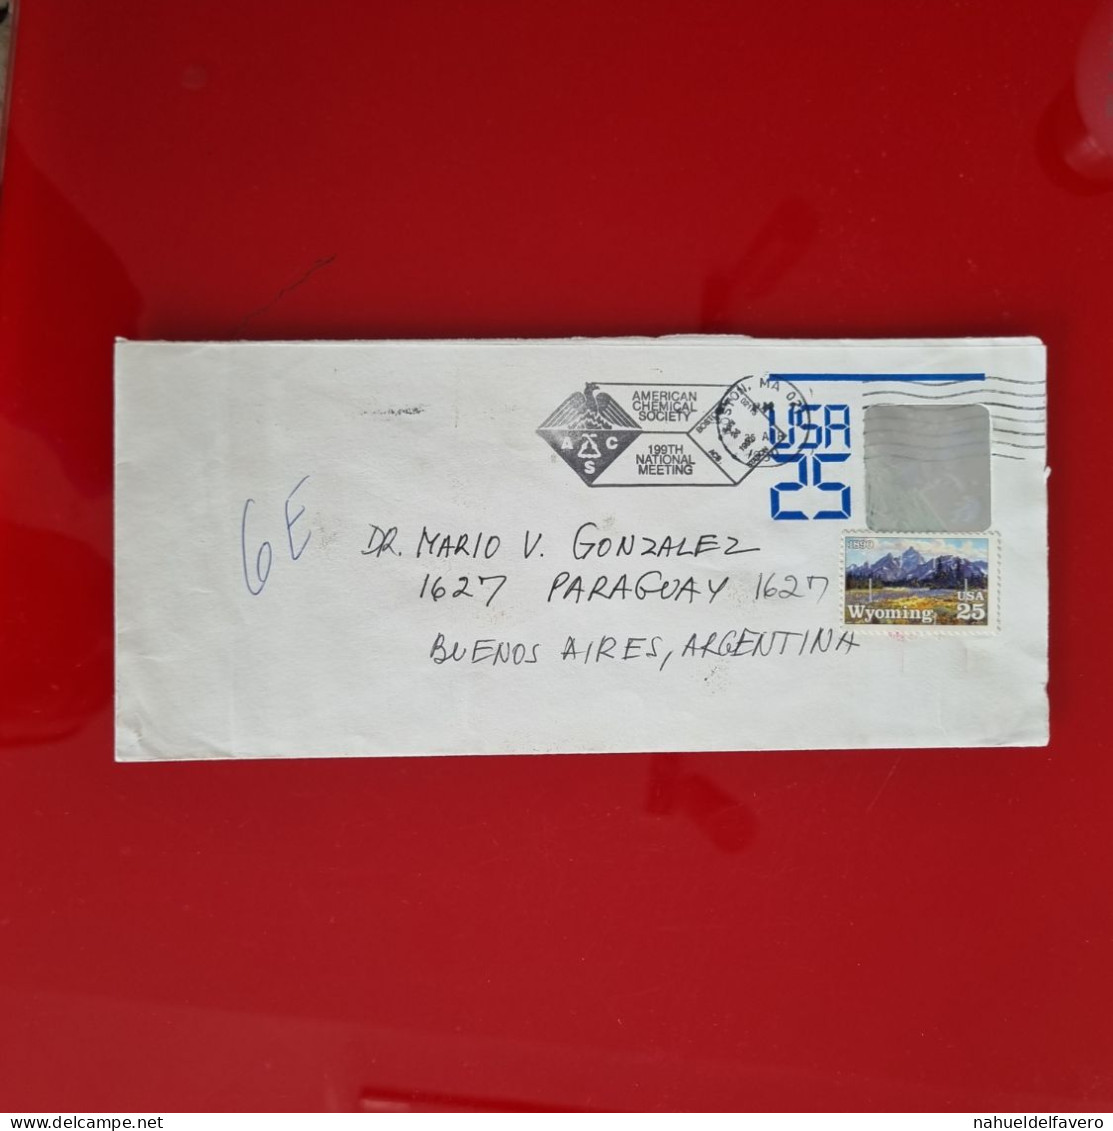 AMERICAN
CHEMICAL
SOCIETY
A C
S
199TH
NATIONAL
MEETING
MA
USA
25
6E
DR. MARIO V. GONZALEZ
1627 PARAGUAY 1627
BUENOS AIRES, ARGENTINA
1890
USA
Wyoming 25
delcampe.net
nahueldelfavero